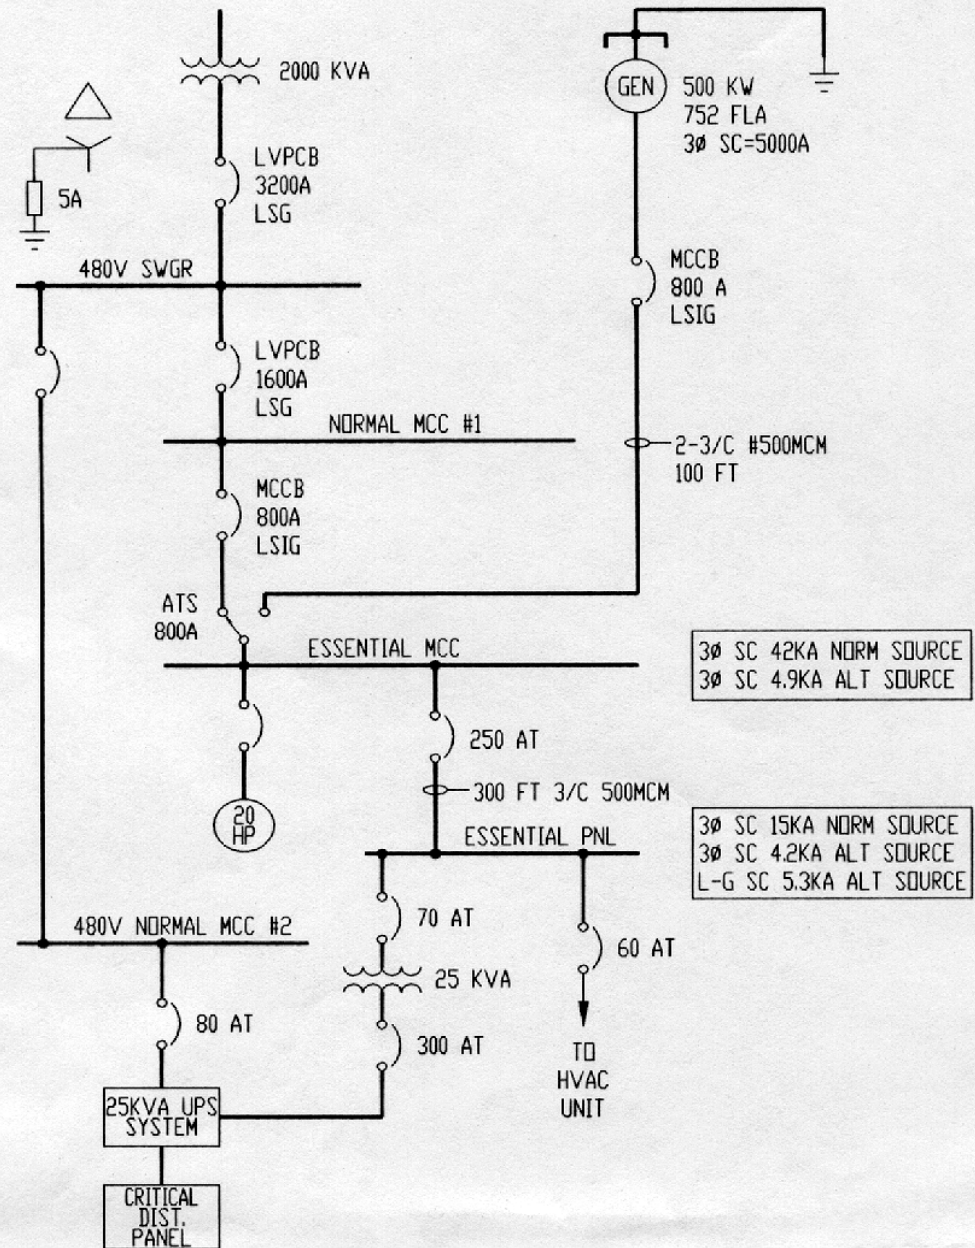 2000 KVA
GEN
500 KW
752 FLA
3Ø SC=5000A
5A
LVPCB
3200A
LSG
480V SWGR
MCCB
800 A
LSIG
LVPCB
1600A
LSG
NORMAL MCC #1
2-3/C #500MCM
100 FT
MCCB
800A
LSIG
ATS
800A
ESSENTIAL MCC
3Ø SC 42KA NORM SOURCE
3Ø SC 4.9KA ALT SOURCE
250 AT
300 FT 3/C 500MCM
20
HP
ESSENTIAL PNL
3Ø SC 15KA NORM SOURCE
3Ø SC 4.2KA ALT SOURCE
L-G SC 5.3KA ALT SOURCE
70 AT
480V NORMAL MCC #2
60 AT
25 KVA
80 AT
300 AT
TO
HVAC
UNIT
25KVA UPS
SYSTEM
CRITICAL
DIST.
PANEL